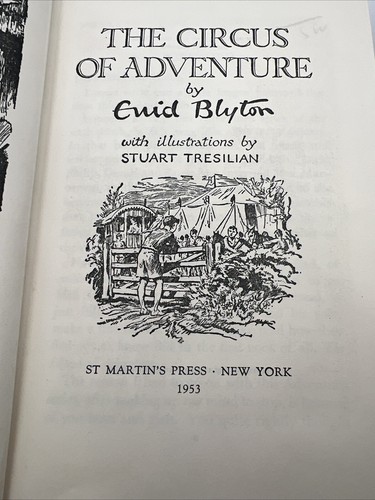 THE CIRCUS
OF ADVENTURE
by
Enid Blyton
with illustrations by
STUART TRESILIAN
ST MARTIN'S PRESS · NEW YORK
1953